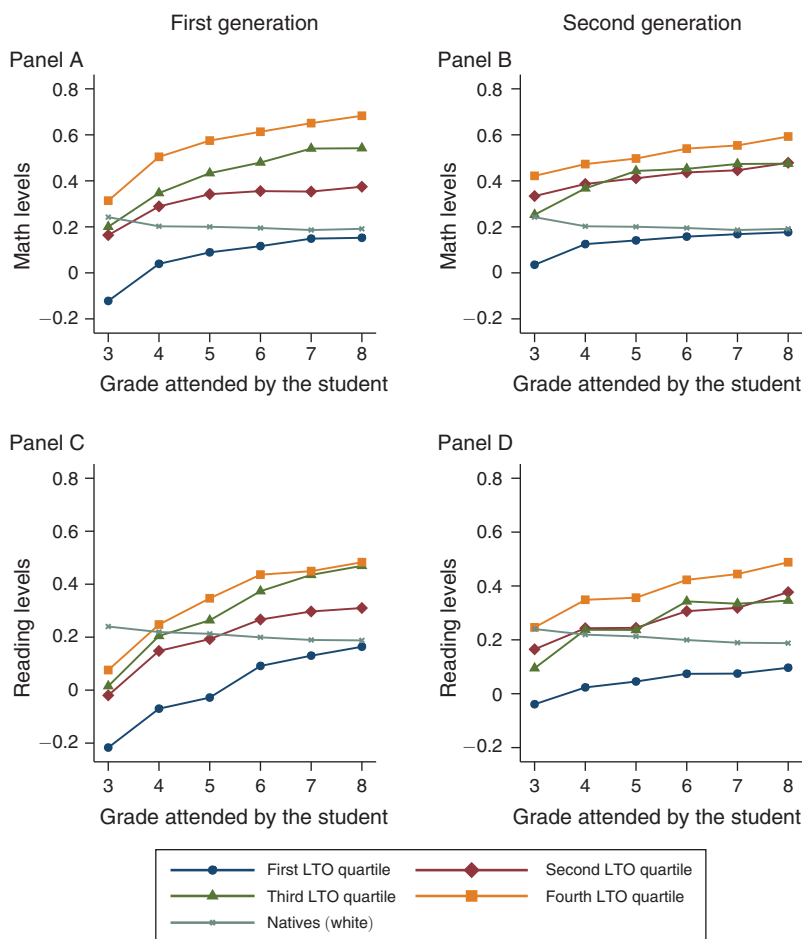 First generation
Second generation
Panel A
Panel B
0.8
0.6
0.4
0.2
0
−0.2
Math levels
3 4 5 6 7 8
Grade attended by the student
0.8
0.6
0.4
0.2
0
−0.2
Math levels
3 4 5 6 7 8
Grade attended by the student
Panel C
Panel D
0.8
0.6
0.4
0.2
0
−0.2
Reading levels
3 4 5 6 7 8
Grade attended by the student
0.8
0.6
0.4
0.2
0
−0.2
Reading levels
3 4 5 6 7 8
Grade attended by the student
First LTO quartile
Second LTO quartile
Third LTO quartile
Fourth LTO quartile
Natives (white)